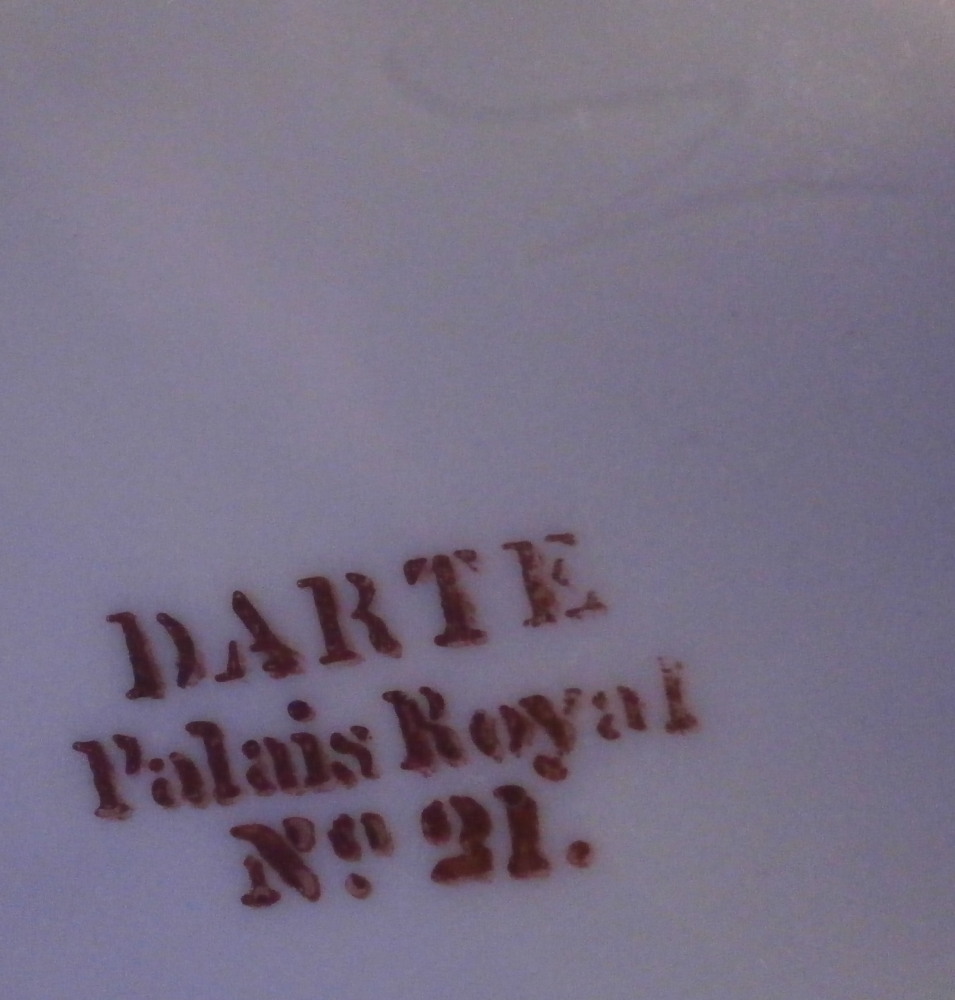 DARTE
Palais Royal
Nº 21.